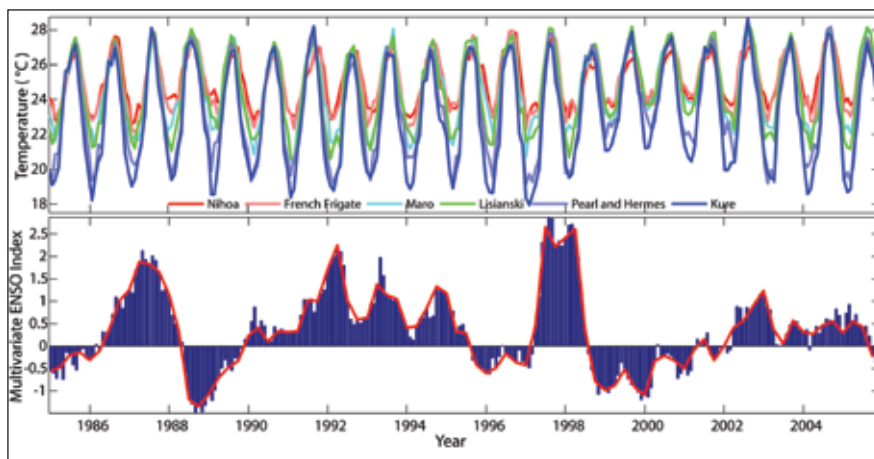 Temperature (°C)
28
26
24
22
20
18
Nihoa French Frigate Maro Lisianski Pearl and Hermes Kure
Multivariate ENSO Index
2.5
2
1.5
1
0.5
0
-0.5
-1
1986 1988 1990 1992 1994 1996 1998 2000 2002 2004
Year